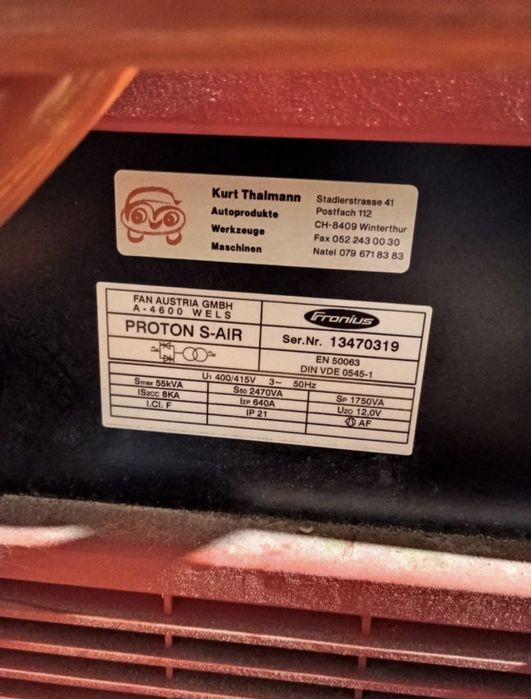 Kurt Thalmann
Autoprodukte
Werkzeuge
Maschinen
Stadlerstrasse 41
Postfach 112
CH-8409 Winterthur
Fax 052 243 00 30
Natel 079 671 83 83
FAN AUSTRIA GMBH
A-4600 WELS
Fronius
PROTON S-AIR
Ser.Nr. 13470319
EN 50063
DIN VDE 0545-1
U1 400/415V 3~ 50Hz
Smax 55kVA S50 2470VA Sp 1750VA
IS2CC 8KA I2P 640A U20 12,0V
I.Cl. F IP 21 AF